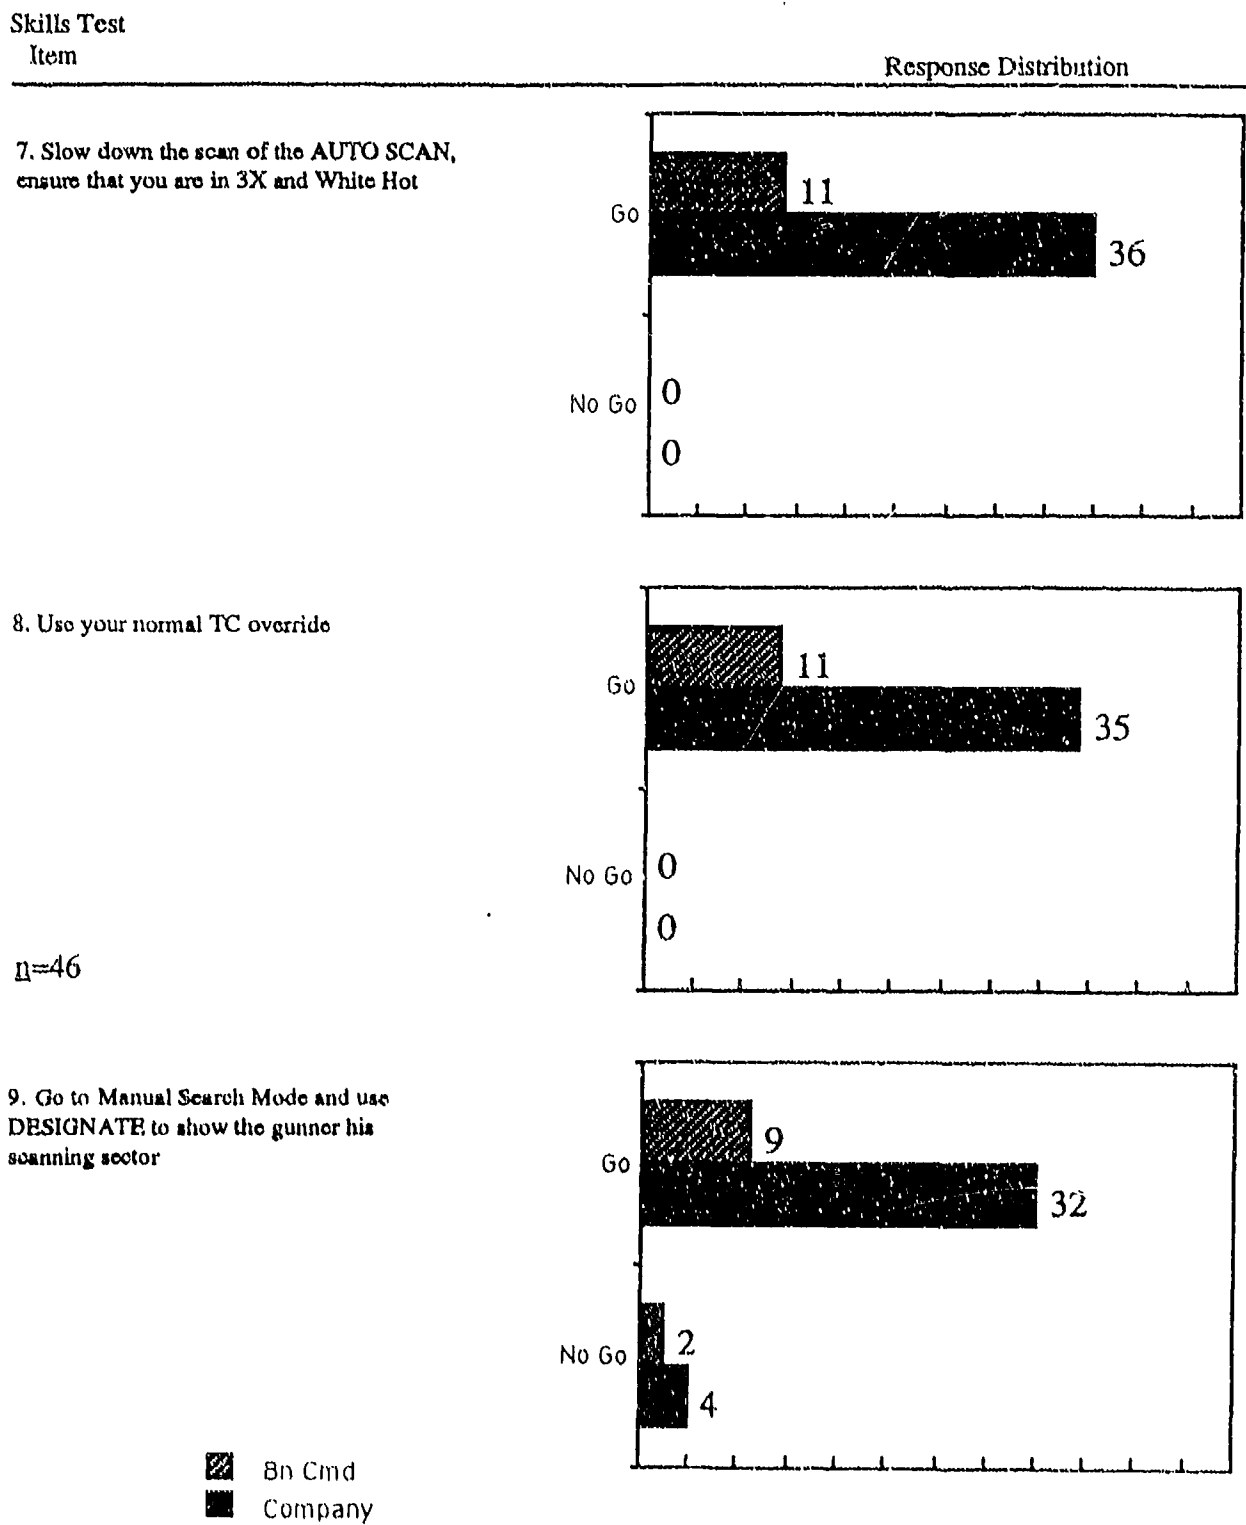 Skills Test
Item
Response Distribution
7. Slow down the scan of the AUTO SCAN,
ensure that you are in 3X and White Hot
Go
11
36
No Go
0
0
8. Use your normal TC override
Go
11
35
No Go
0
0
n=46
9. Go to Manual Search Mode and use
DESIGNATE to show the gunner his
scanning sector
Go
9
32
No Go
2
4
Bn Cmd
Company